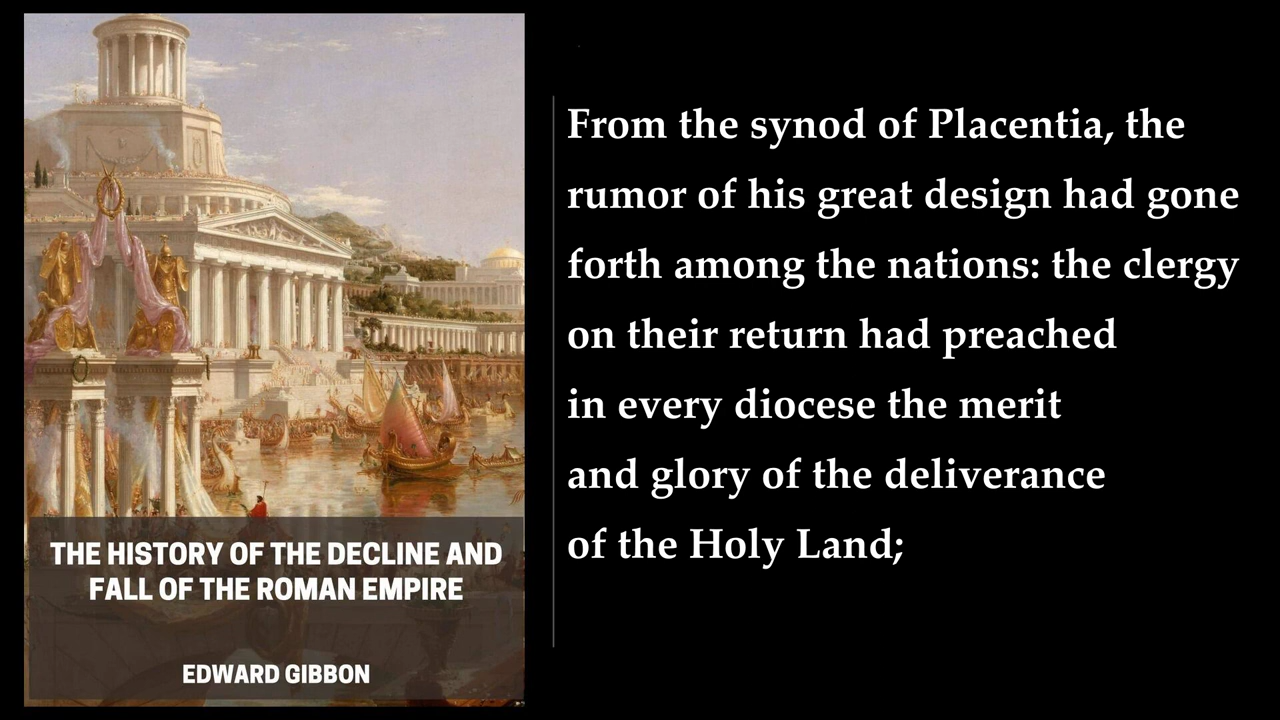 THE HISTORY OF THE DECLINE AND
FALL OF THE ROMAN EMPIRE
EDWARD GIBBON
From the synod of Placentia, the
rumor of his great design had gone
forth among the nations: the clergy
on their return had preached
in every diocese the merit
and glory of the deliverance
of the Holy Land;